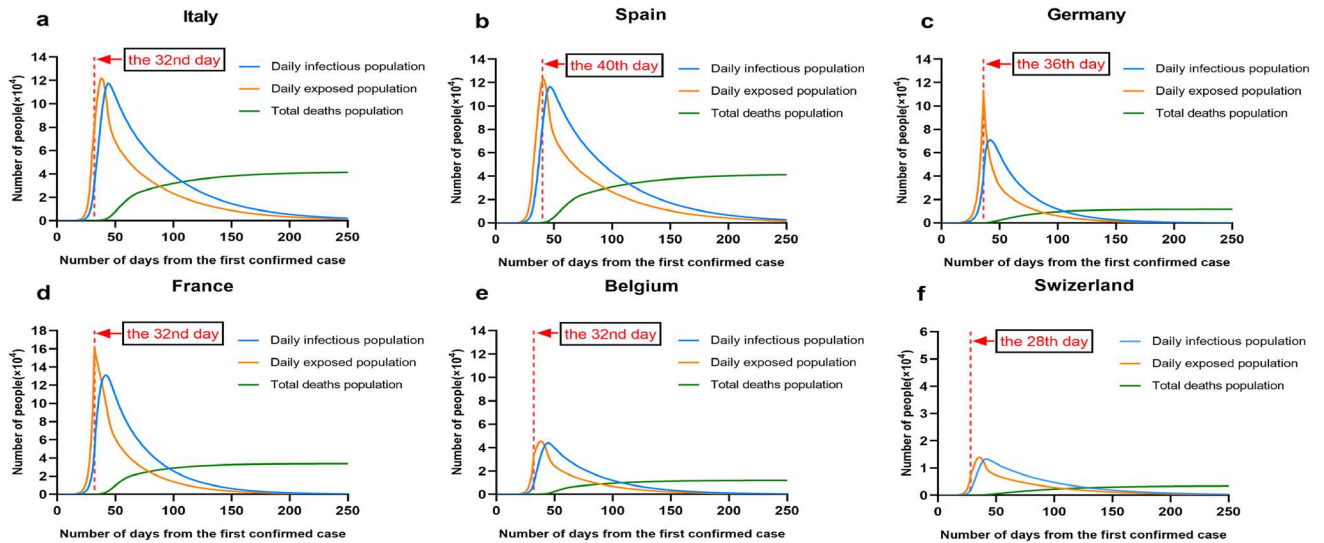 a
Italy
Number of people(×10⁴)
14
12
10
8
6
4
2
0
the 32nd day
Daily infectious population
Daily exposed population
Total deaths population
0 50 100 150 200 250
Number of days from the first confirmed case
b
Spain
Number of people(×10⁴)
14
12
10
8
6
4
2
0
the 40th day
Daily infectious population
Daily exposed population
Total deaths population
0 50 100 150 200 250
Number of days from the first confirmed case
c
Germany
Number of people(×10⁴)
14
12
10
8
6
4
2
0
the 36th day
Daily infectious population
Daily exposed population
Total deaths population
0 50 100 150 200 250
Number of days from the first confirmed case
d
France
Number of people(×10⁴)
18
16
14
12
10
8
6
4
2
0
the 32nd day
Daily infectious population
Daily exposed population
Total deaths population
0 50 100 150 200 250
Number of days from the first confirmed case
e
Belgium
Number of people(×10⁴)
14
12
10
8
6
4
2
0
the 32nd day
Daily infectious population
Daily exposed population
Total deaths population
0 50 100 150 200 250
Number of days from the first confirmed case
f
Swizerland
Number of people(×10⁴)
6
5
4
3
2
1
0
the 28th day
Daily infectious population
Daily exposed population
Total deaths population
0 50 100 150 200 250
Number of days from the first confirmed case